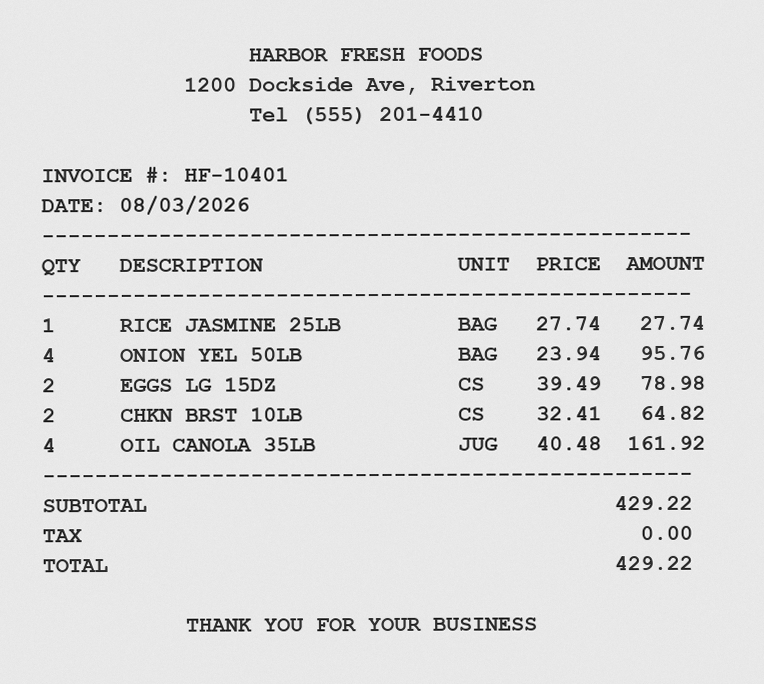 HARBOR FRESH FOODS
1200 Dockside Ave, Riverton
Tel (555) 201-4410
INVOICE #: HF-10401
DATE: 08/03/2026
--------------------------------------------------
QTY DESCRIPTION UNIT PRICE AMOUNT
--------------------------------------------------
1 RICE JASMINE 25LB BAG 27.74 27.74
4 ONION YEL 50LB BAG 23.94 95.76
2 EGGS LG 15DZ CS 39.49 78.98
2 CHKN BRST 10LB CS 32.41 64.82
4 OIL CANOLA 35LB JUG 40.48 161.92
--------------------------------------------------
SUBTOTAL 429.22
TAX 0.00
TOTAL 429.22
THANK YOU FOR YOUR BUSINESS